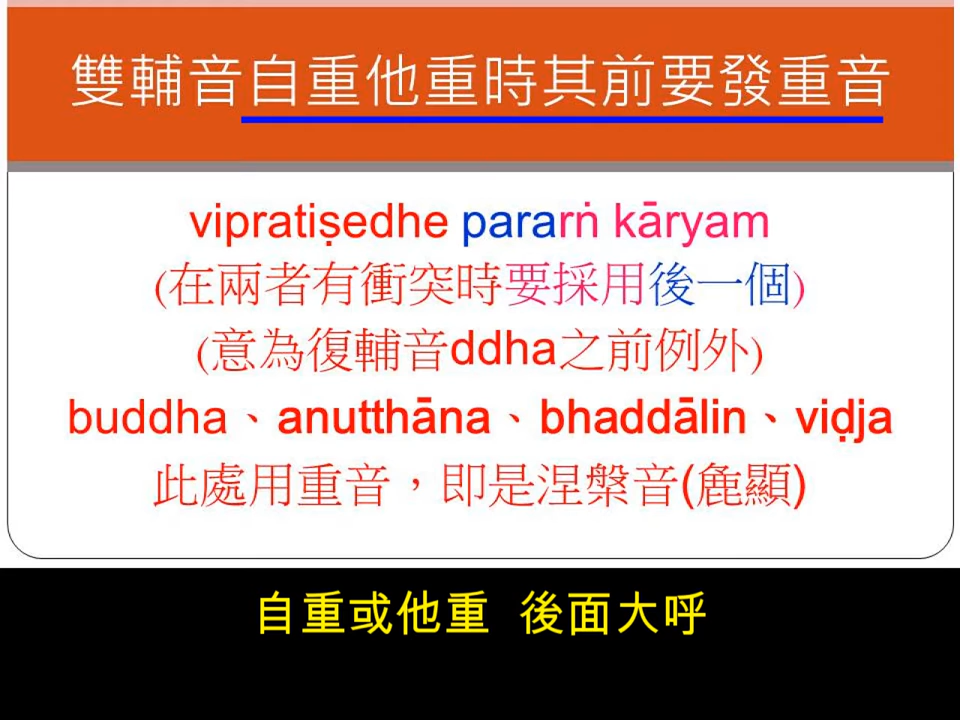 雙輔音自重他重時其前要發重音
vipratiṣedhe pararṅ kāryam
(在兩者有衝突時要採用後一個)
(意為復輔音ddha之前例外)
buddha、anutthāna、bhaddālin、viḍja
此處用重音，即是涅槃音(麁顯)
自重或他重 後面大呼